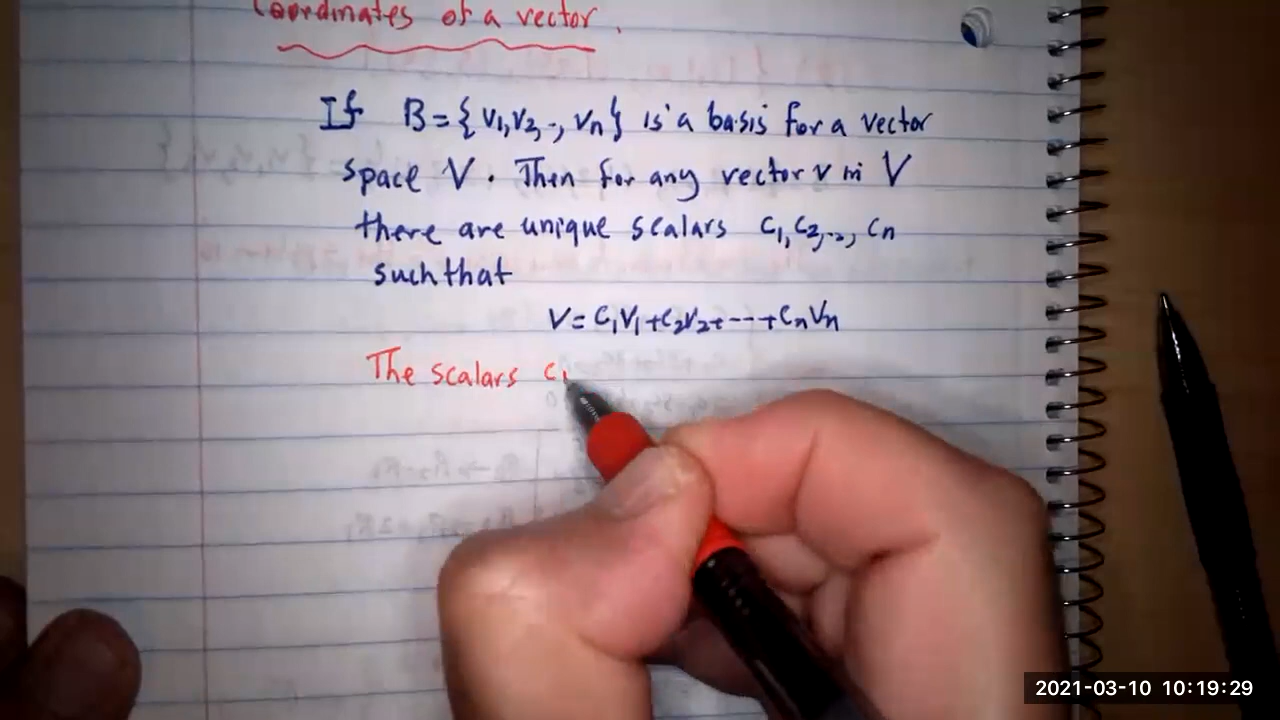 Coordinates of a vector.
If B={v1,v2,..,vn} is a basis for a vector
space V. Then for any vector v in V
there are unique scalars c1,c2,..,cn
such that
V=c1v1+c2v2+---+cnvn
The scalars c1
2021-03-10 10:19:29